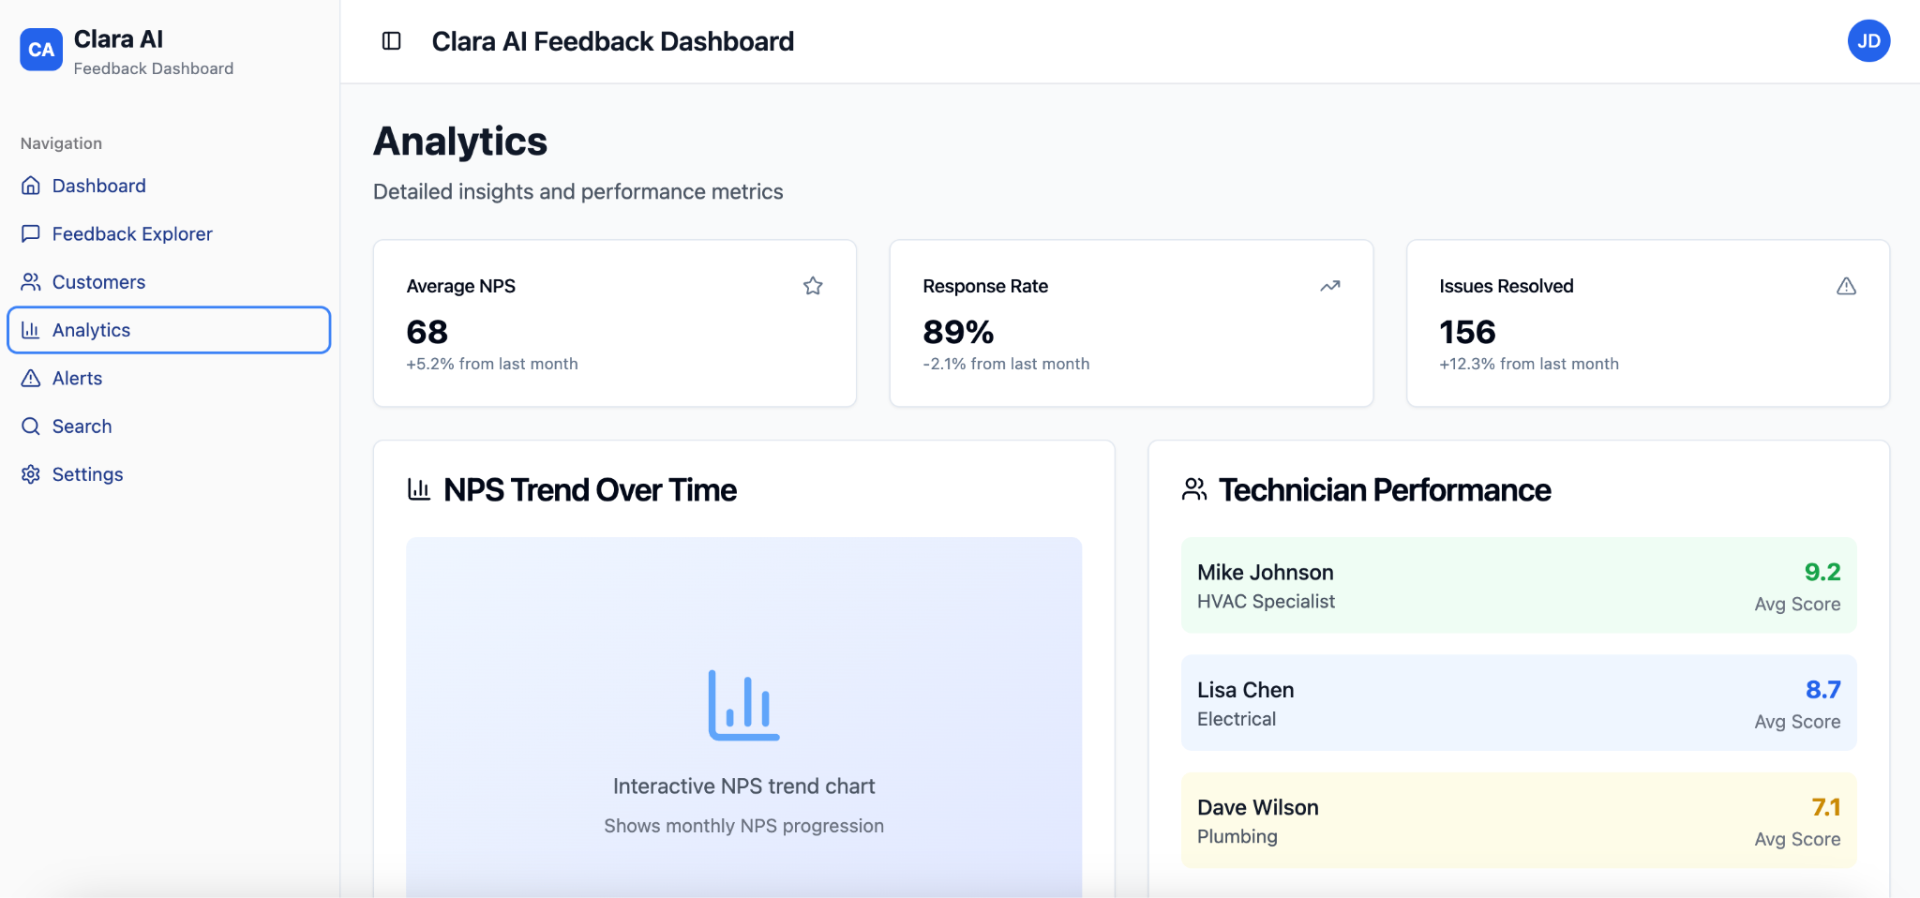 CA
Clara AI
Feedback Dashboard
Navigation
Dashboard
Feedback Explorer
Customers
Analytics
Alerts
Search
Settings
Clara AI Feedback Dashboard
JD
Analytics
Detailed insights and performance metrics
Average NPS
68
+5.2% from last month
Response Rate
89%
-2.1% from last month
Issues Resolved
156
+12.3% from last month
NPS Trend Over Time
Interactive NPS trend chart
Shows monthly NPS progression
Technician Performance
Mike Johnson
HVAC Specialist
9.2
Avg Score
Lisa Chen
Electrical
8.7
Avg Score
Dave Wilson
Plumbing
7.1
Avg Score